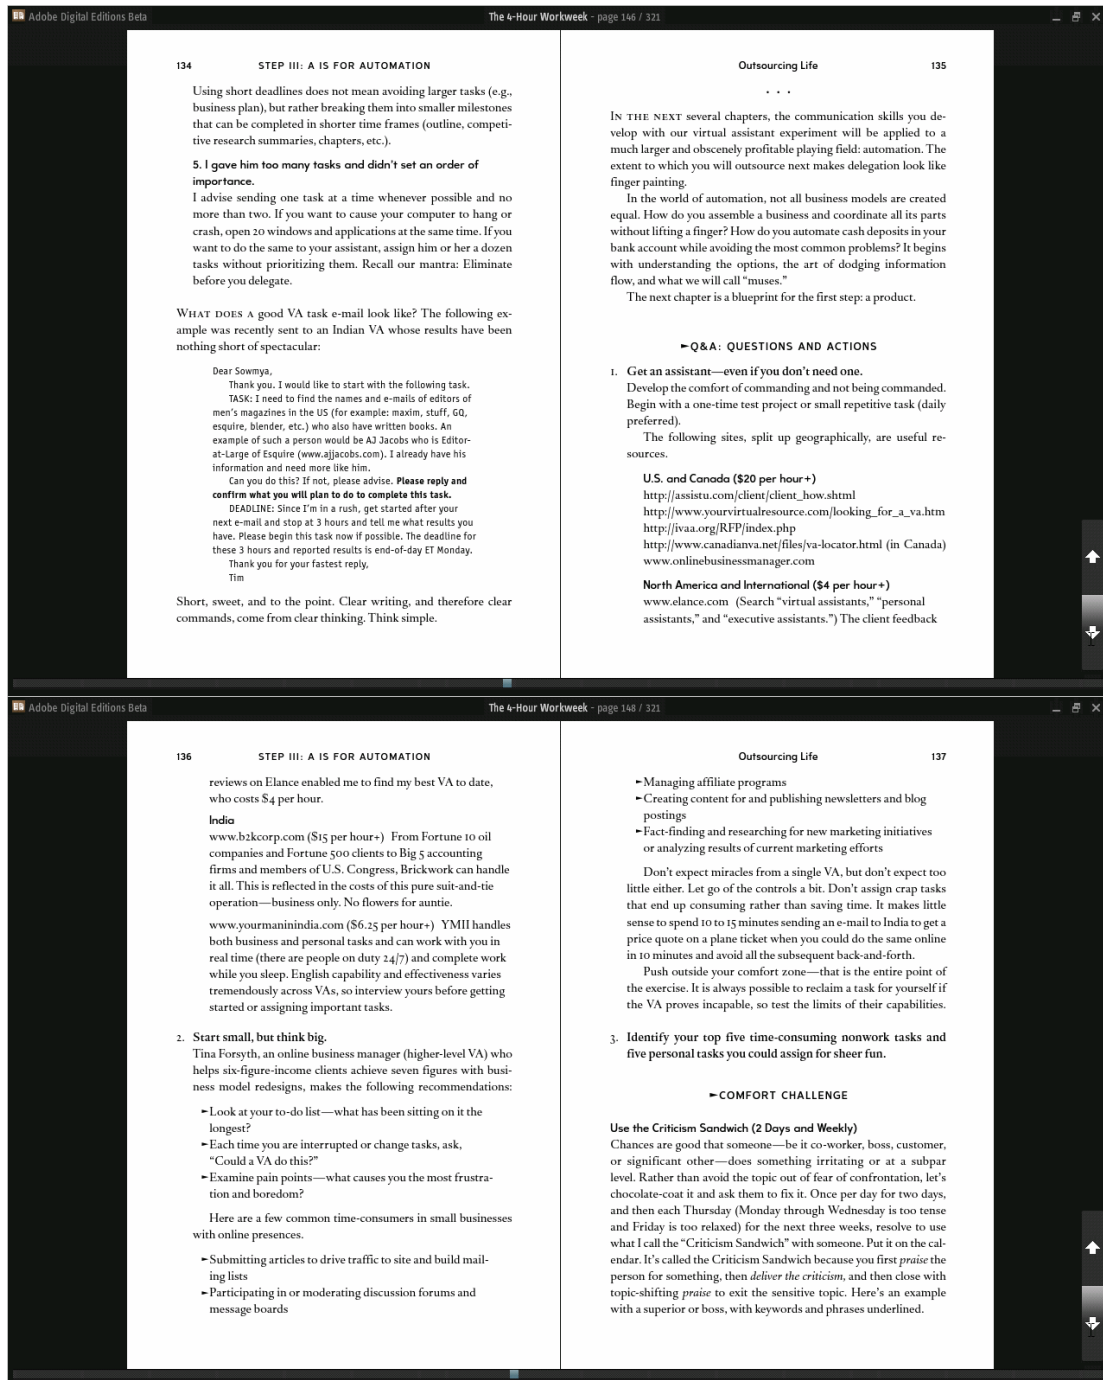 Adobe Digital Editions Beta
The 4-Hour Workweek - page 146 / 321
134 STEP III: A IS FOR AUTOMATION
Using short deadlines does not mean avoiding larger tasks (e.g.,
business plan), but rather breaking them into smaller milestones
that can be completed in shorter time frames (outline, competi-
tive research summaries, chapters, etc.).
5. I gave him too many tasks and didn't set an order of
importance.
I advise sending one task at a time whenever possible and no
more than two. If you want to cause your computer to hang or
crash, open 20 windows and applications at the same time. If you
want to do the same to your assistant, assign him or her a dozen
tasks without prioritizing them. Recall our mantra: Eliminate
before you delegate.
WHAT DOES A good VA task e-mail look like? The following ex-
ample was recently sent to an Indian VA whose results have been
nothing short of spectacular:
Dear Sowmya,
Thank you. I would like to start with the following task.
TASK: I need to find the names and e-mails of editors of
men's magazines in the US (for example: maxim, stuff, GQ,
esquire, blender, etc.) who also have written books. An
example of such a person would be AJ Jacobs who is Editor-
at-Large of Esquire (www.ajjacobs.com). I already have his
information and need more like him.
Can you do this? If not, please advise. Please reply and
confirm what you will plan to do to complete this task.
DEADLINE: Since I'm in a rush, get started after your
next e-mail and stop at 3 hours and tell me what results you
have. Please begin this task now if possible. The deadline for
these 3 hours and reported results is end-of-day ET Monday.
Thank you for your fastest reply,
Tim
Short, sweet, and to the point. Clear writing, and therefore clear
commands, come from clear thinking. Think simple.
Outsourcing Life 135
. . .
IN THE NEXT several chapters, the communication skills you de-
velop with our virtual assistant experiment will be applied to a
much larger and obscenely profitable playing field: automation. The
extent to which you will outsource next makes delegation look like
finger painting.
In the world of automation, not all business models are created
equal. How do you assemble a business and coordinate all its parts
without lifting a finger? How do you automate cash deposits in your
bank account while avoiding the most common problems? It begins
with understanding the options, the art of dodging information
flow, and what we will call “muses.”
The next chapter is a blueprint for the first step: a product.
►Q&A: QUESTIONS AND ACTIONS
1. Get an assistant—even if you don't need one.
Develop the comfort of commanding and not being commanded.
Begin with a one-time test project or small repetitive task (daily
preferred).
The following sites, split up geographically, are useful re-
sources.
U.S. and Canada ($20 per hour+)
http://assistu.com/client/client_how.shtml
http://www.yourvirtualresource.com/looking_for_a_va.htm
http://ivaa.org/RFP/index.php
http://www.canadianva.net/files/va-locator.html (in Canada)
www.onlinebusinessmanager.com
North America and International ($4 per hour+)
www.elance.com (Search “virtual assistants,” “personal
assistants,” and “executive assistants.”) The client feedback
Adobe Digital Editions Beta
The 4-Hour Workweek - page 148 / 321
136 STEP III: A IS FOR AUTOMATION
reviews on Elance enabled me to find my best VA to date,
who costs $4 per hour.
India
www.b2kcorp.com ($15 per hour+) From Fortune 10 oil
companies and Fortune 500 clients to Big 5 accounting
firms and members of U.S. Congress, Brickwork can handle
it all. This is reflected in the costs of this pure suit-and-tie
operation—business only. No flowers for auntie.
www.yourmaninindia.com ($6.25 per hour+) YMII handles
both business and personal tasks and can work with you in
real time (there are people on duty 24/7) and complete work
while you sleep. English capability and effectiveness varies
tremendously across VAs, so interview yours before getting
started or assigning important tasks.
2. Start small, but think big.
Tina Forsyth, an online business manager (higher-level VA) who
helps six-figure-income clients achieve seven figures with busi-
ness model redesigns, makes the following recommendations:
►Look at your to-do list—what has been sitting on it the
longest?
►Each time you are interrupted or change tasks, ask,
“Could a VA do this?”
►Examine pain points—what causes you the most frustra-
tion and boredom?
Here are a few common time-consumers in small businesses
with online presences.
►Submitting articles to drive traffic to site and build mail-
ing lists
►Participating in or moderating discussion forums and
message boards
Outsourcing Life 137
►Managing affiliate programs
►Creating content for and publishing newsletters and blog
postings
►Fact-finding and researching for new marketing initiatives
or analyzing results of current marketing efforts
Don't expect miracles from a single VA, but don't expect too
little either. Let go of the controls a bit. Don't assign crap tasks
that end up consuming rather than saving time. It makes little
sense to spend 10 to 15 minutes sending an e-mail to India to get a
price quote on a plane ticket when you could do the same online
in 10 minutes and avoid all the subsequent back-and-forth.
Push outside your comfort zone—that is the entire point of
the exercise. It is always possible to reclaim a task for yourself if
the VA proves incapable, so test the limits of their capabilities.
3. Identify your top five time-consuming nonwork tasks and
five personal tasks you could assign for sheer fun.
►COMFORT CHALLENGE
Use the Criticism Sandwich (2 Days and Weekly)
Chances are good that someone—be it co-worker, boss, customer,
or significant other—does something irritating or at a subpar
level. Rather than avoid the topic out of fear of confrontation, let's
chocolate-coat it and ask them to fix it. Once per day for two days,
and then each Thursday (Monday through Wednesday is too tense
and Friday is too relaxed) for the next three weeks, resolve to use
what I call the “Criticism Sandwich” with someone. Put it on the cal-
endar. It's called the Criticism Sandwich because you first praise the
person for something, then deliver the criticism, and then close with
topic-shifting praise to exit the sensitive topic. Here's an example
with a superior or boss, with keywords and phrases underlined.